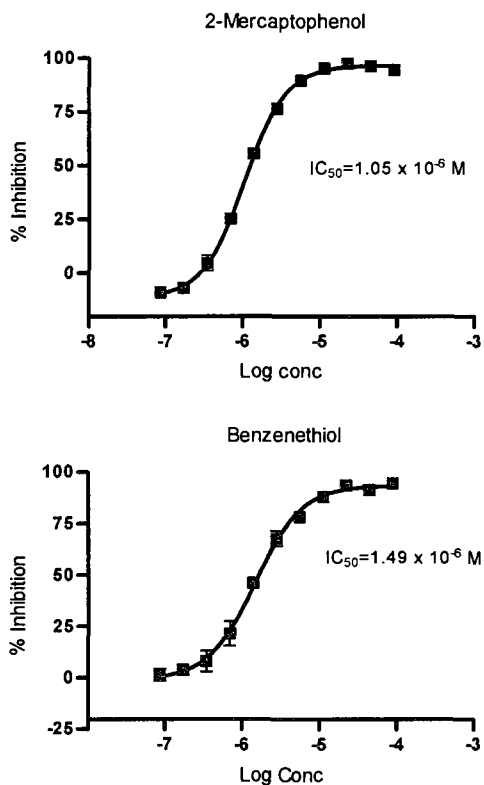 2-Mercaptophenol
100
75
50
25
0
% Inhibition
IC50=1.05 x 10-6 M
-8 -7 -6 -5 -4 -3
Log conc
Benzenethiol
100
75
50
25
0
-25
% Inhibition
IC50=1.49 x 10-6 M
-7 -6 -5 -4 -3
Log Conc